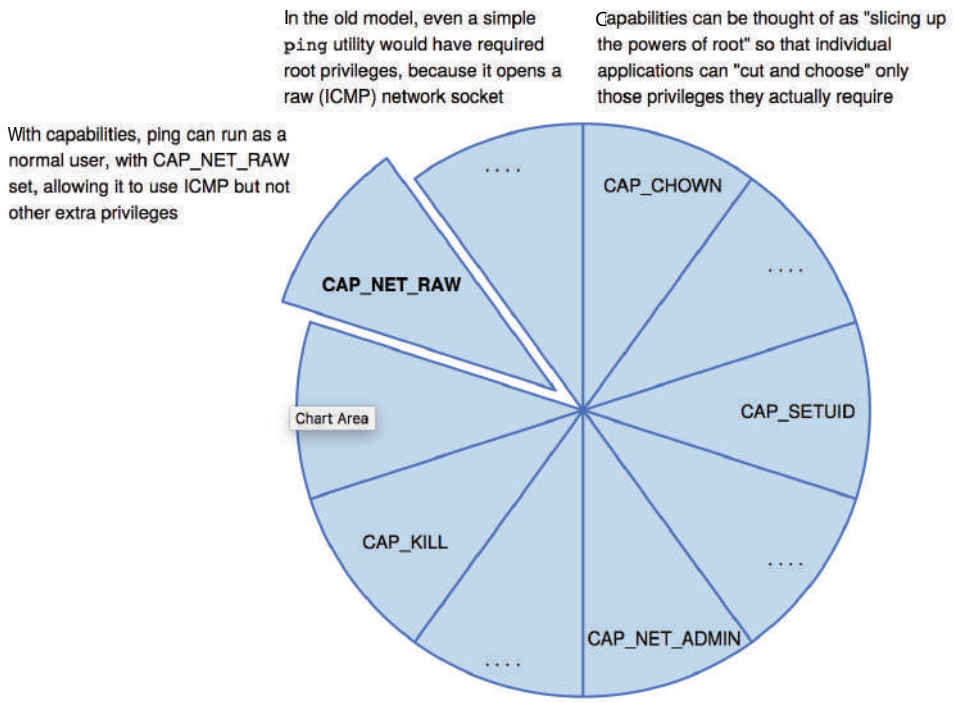 In the old model, even a simple
ping utility would have required
root privileges, because it opens a
raw (ICMP) network socket
Capabilities can be thought of as "slicing up
the powers of root" so that individual
applications can "cut and choose" only
those privileges they actually require
With capabilities, ping can run as a
normal user, with CAP_NET_RAW
set, allowing it to use ICMP but not
other extra privileges
....
CAP_CHOWN
....
CAP_NET_RAW
CAP_SETUID
Chart Area
CAP_KILL
....
CAP_NET_ADMIN
....